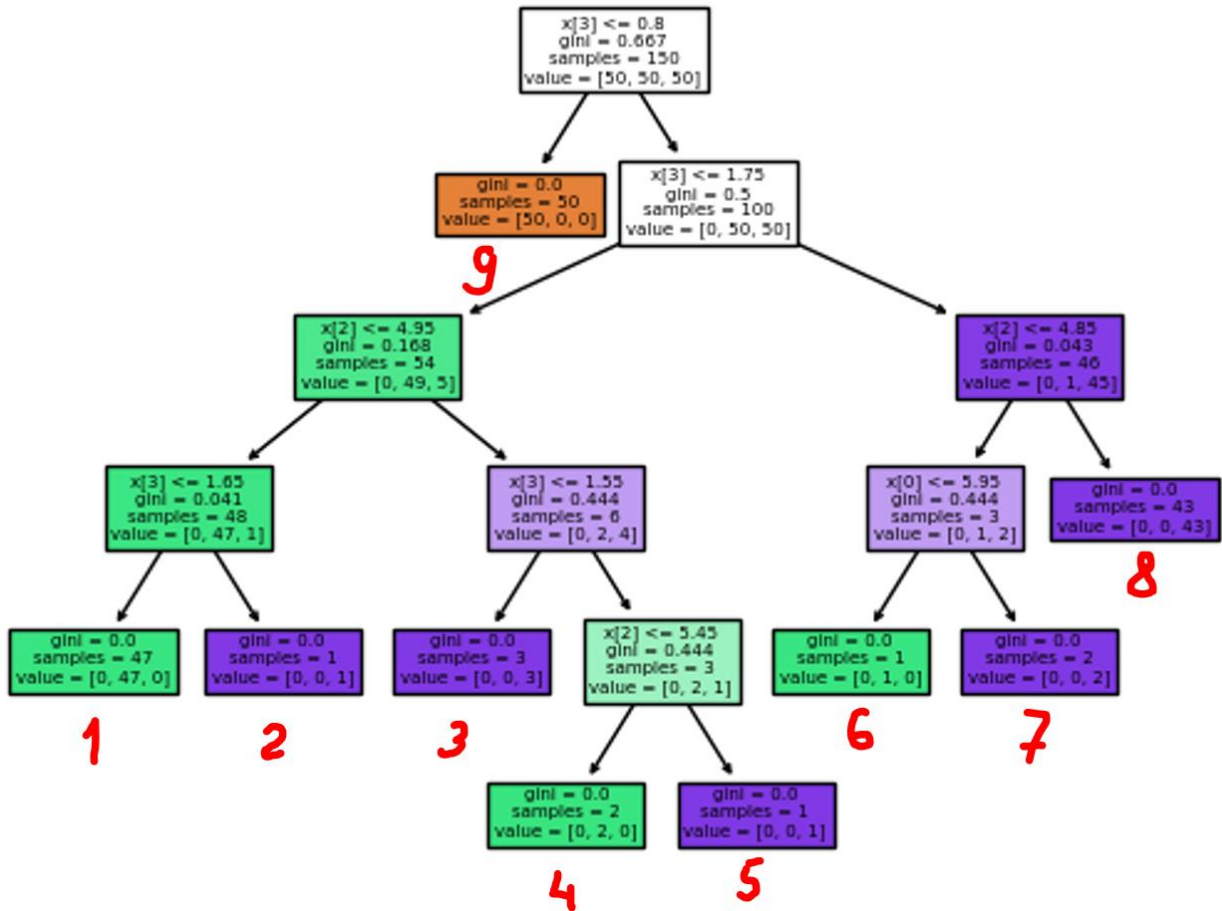 x[3] <= 0.8
gini = 0.667
samples = 150
value = [50, 50, 50]
gini = 0.0
samples = 50
value = [50, 0, 0]
9
x[3] <= 1.75
gini = 0.5
samples = 100
value = [0, 50, 50]
x[2] <= 4.95
gini = 0.168
samples = 54
value = [0, 49, 5]
x[2] <= 4.85
gini = 0.043
samples = 46
value = [0, 1, 45]
x[3] <= 1.65
gini = 0.041
samples = 48
value = [0, 47, 1]
x[3] <= 1.55
gini = 0.444
samples = 6
value = [0, 2, 4]
x[0] <= 5.95
gini = 0.444
samples = 3
value = [0, 1, 2]
gini = 0.0
samples = 43
value = [0, 0, 43]
8
gini = 0.0
samples = 47
value = [0, 47, 0]
1
gini = 0.0
samples = 1
value = [0, 0, 1]
2
gini = 0.0
samples = 3
value = [0, 0, 3]
3
x[2] <= 5.45
gini = 0.444
samples = 3
value = [0, 2, 1]
gini = 0.0
samples = 1
value = [0, 1, 0]
6
gini = 0.0
samples = 2
value = [0, 0, 2]
7
gini = 0.0
samples = 2
value = [0, 2, 0]
4
gini = 0.0
samples = 1
value = [0, 0, 1]
5